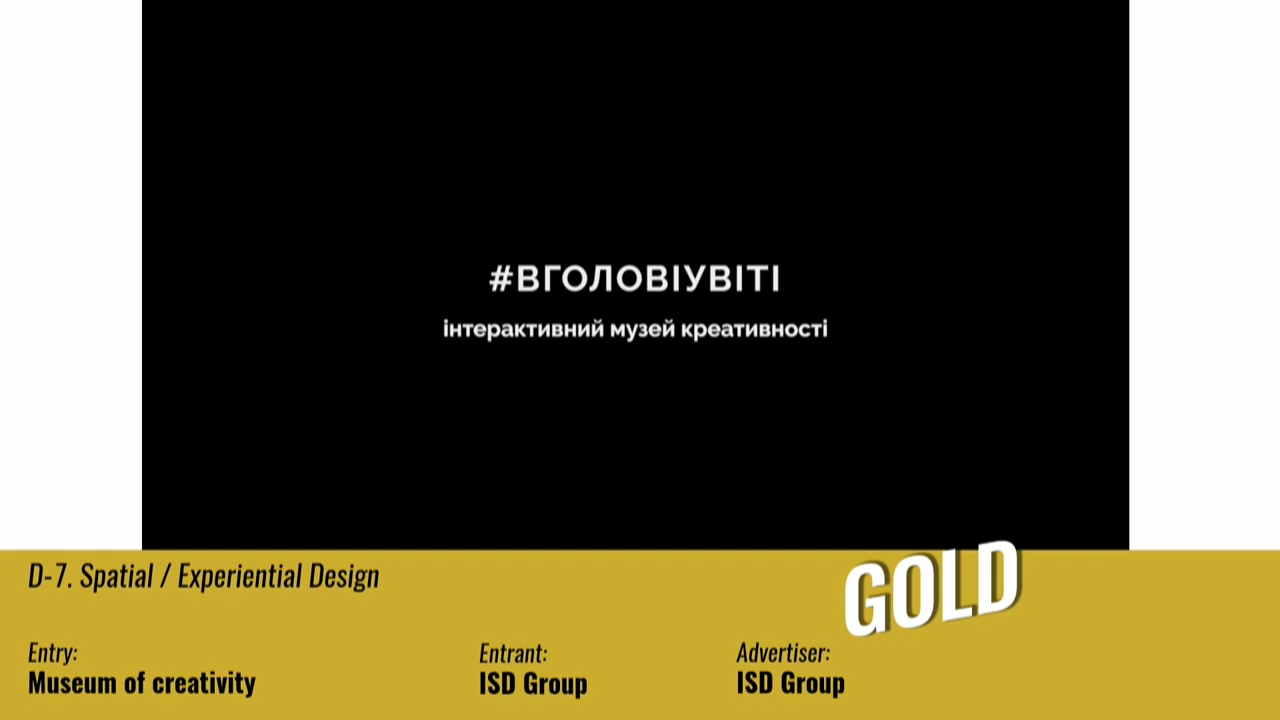 #ВГОЛОВІУВІТІ
інтерактивний музей креативності
GOLD
D-7. Spatial / Experiential Design
Entry:
Museum of creativity
Entrant:
ISD Group
Advertiser:
ISD Group